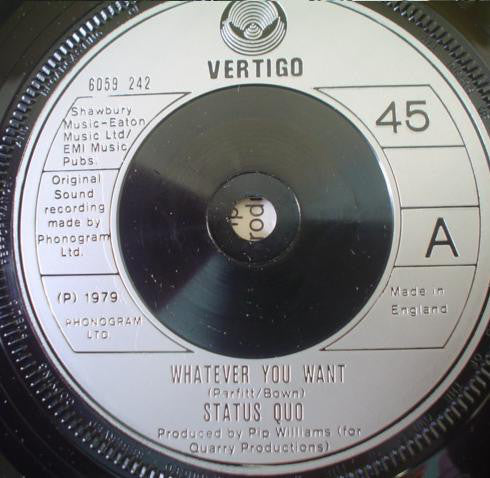 VERTIGO
6059 242
Shawbury
Music-Eaton
Music Ltd/
EMI Music
Pubs.
Original
Sound
recording
made by
Phonogram
Ltd.
(P) 1979
PHONOGRAM
LTD.
45
A
Made in
England
WHATEVER YOU WANT
(Parfitt/Bown)
STATUS QUO
Produced by Pip Williams (for
Quarry Productions)